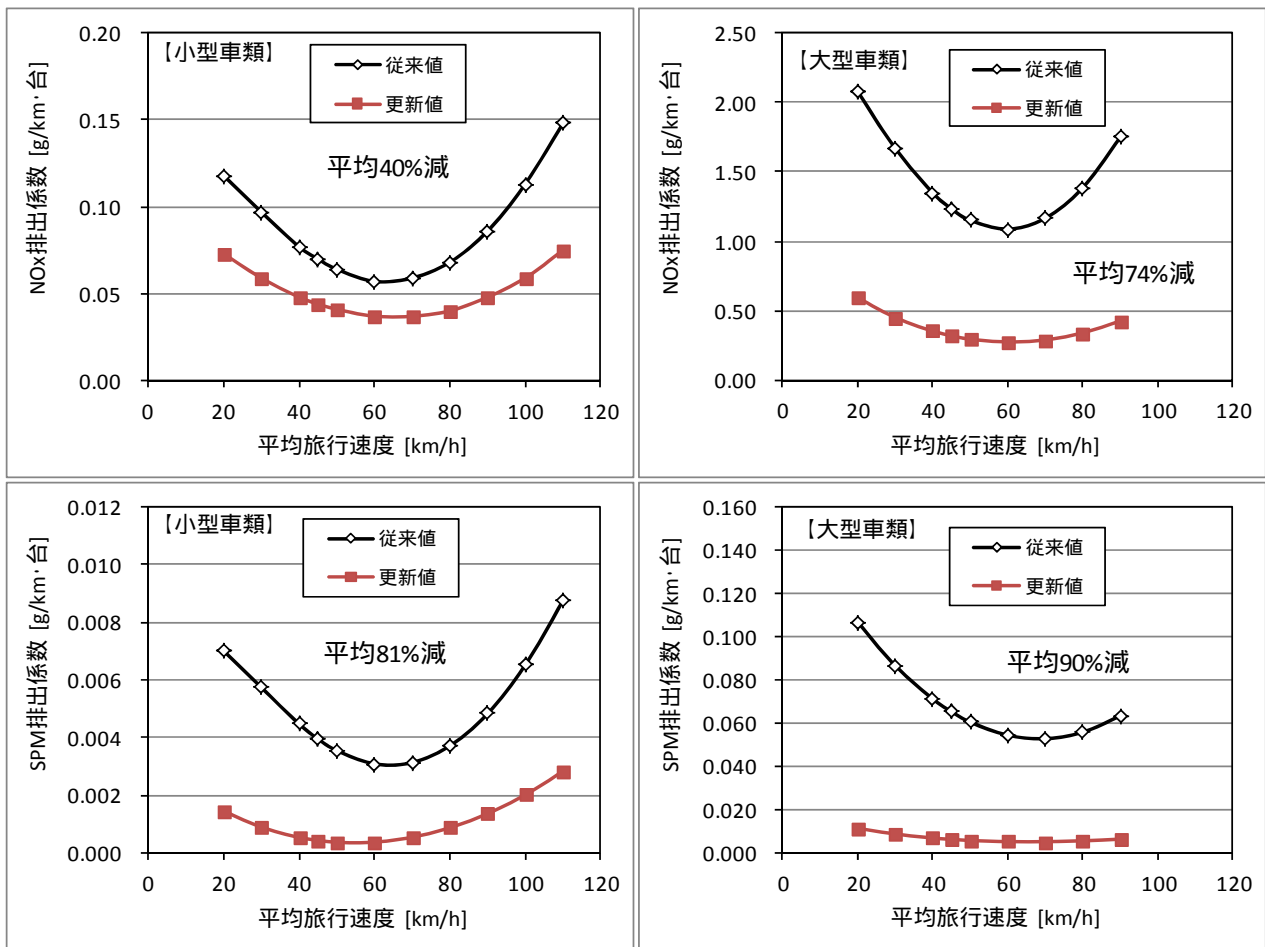 【小型車類】
従来値
更新値
平均40%減
0.20
0.15
0.10
0.05
0.00
0 20 40 60 80 100 120
NOx排出係数 [g/km･台]
平均旅行速度 [km/h]
【大型車類】
従来値
更新値
平均74%減
2.50
2.00
1.50
1.00
0.50
0.00
0 20 40 60 80 100 120
NOx排出係数 [g/km･台]
平均旅行速度 [km/h]
【小型車類】
従来値
更新値
平均81%減
0.012
0.010
0.008
0.006
0.004
0.002
0.000
0 20 40 60 80 100 120
SPM排出係数 [g/km･台]
平均旅行速度 [km/h]
【大型車類】
従来値
更新値
平均90%減
0.160
0.140
0.120
0.100
0.080
0.060
0.040
0.020
0.000
0 20 40 60 80 100 120
SPM排出係数 [g/km･台]
平均旅行速度 [km/h]